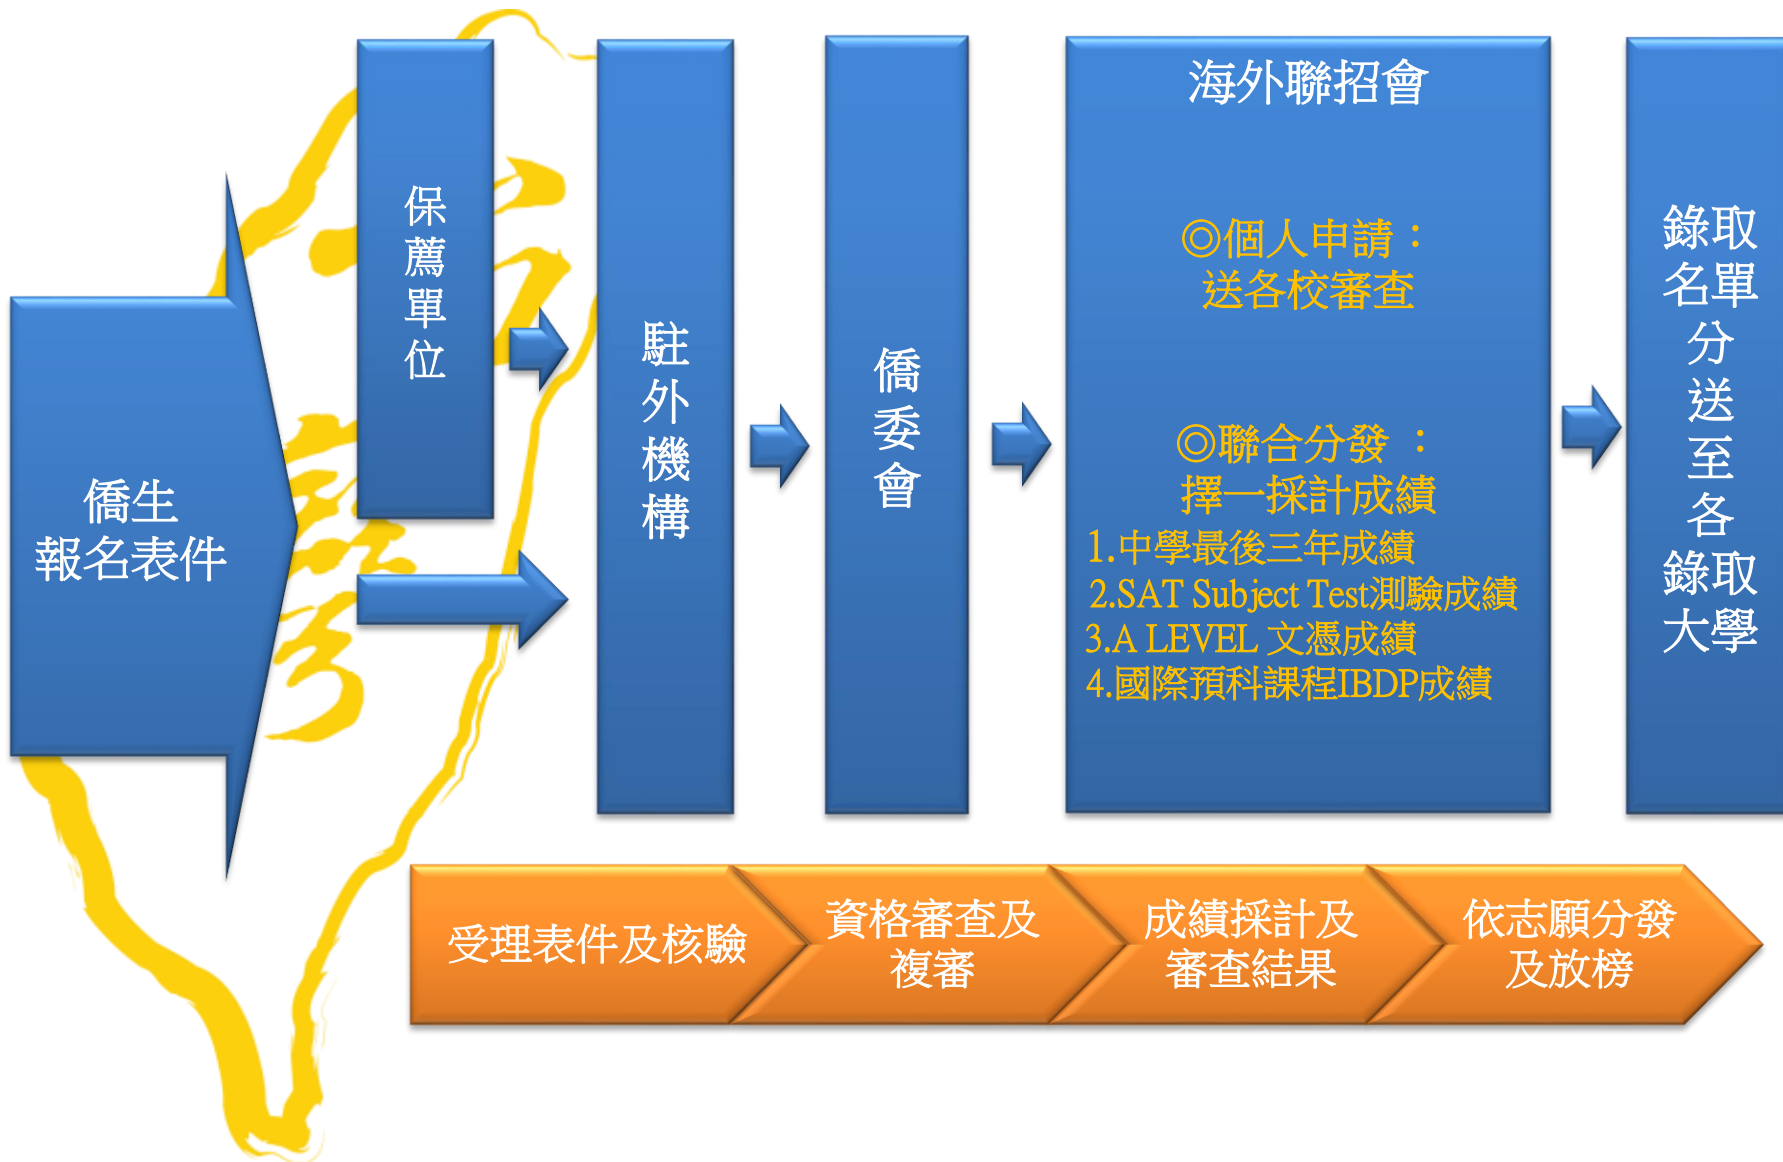 僑生
報名表件
保薦單位
駐外機構
僑委會
海外聯招會
◎個人申請：
送各校審查
◎聯合分發 ：
擇一採計成績
1.中學最後三年成績
2.SAT Subject Test測驗成績
3.A LEVEL 文憑成績
4.國際預科課程IBDP成績
錄取
名單
分
送
至
各
錄取
大學
受理表件及核驗
資格審查及
複審
成績採計及
審查結果
依志願分發
及放榜
台灣